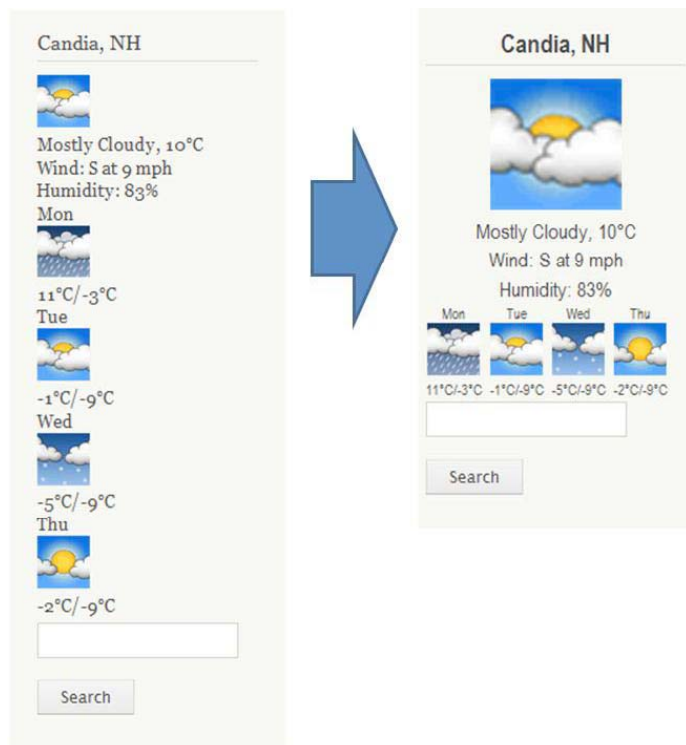 Candia, NH
Mostly Cloudy, 10°C
Wind: S at 9 mph
Humidity: 83%
Mon
11°C/-3°C
Tue
-1°C/-9°C
Wed
-5°C/-9°C
Thu
-2°C/-9°C
Search
Candia, NH
Mostly Cloudy, 10°C
Wind: S at 9 mph
Humidity: 83%
Mon Tue Wed Thu
11°C/-3°C -1°C/-9°C -5°C/-9°C -2°C/-9°C
Search